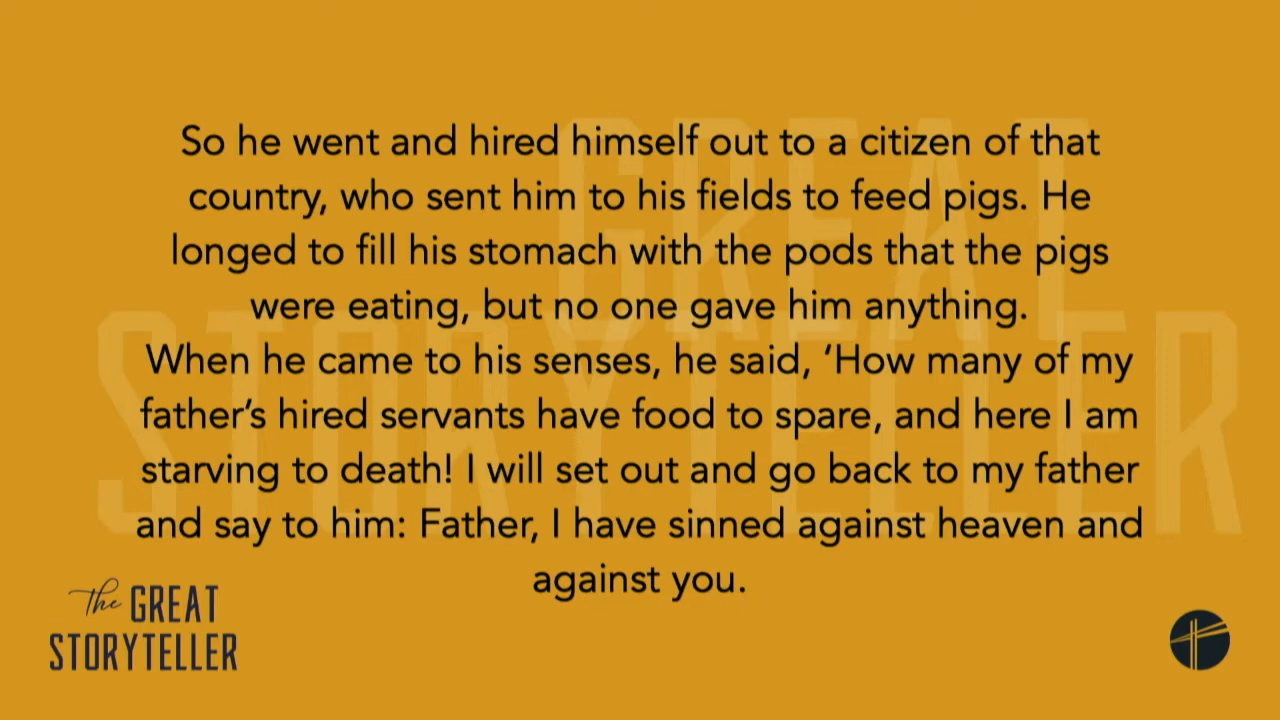 So he went and hired himself out to a citizen of that
country, who sent him to his fields to feed pigs. He
longed to fill his stomach with the pods that the pigs
were eating, but no one gave him anything.
When he came to his senses, he said, ‘How many of my
father’s hired servants have food to spare, and here I am
starving to death! I will set out and go back to my father
and say to him: Father, I have sinned against heaven and
against you.
The GREAT
STORYTELLER
GREAT
STORYTELLER